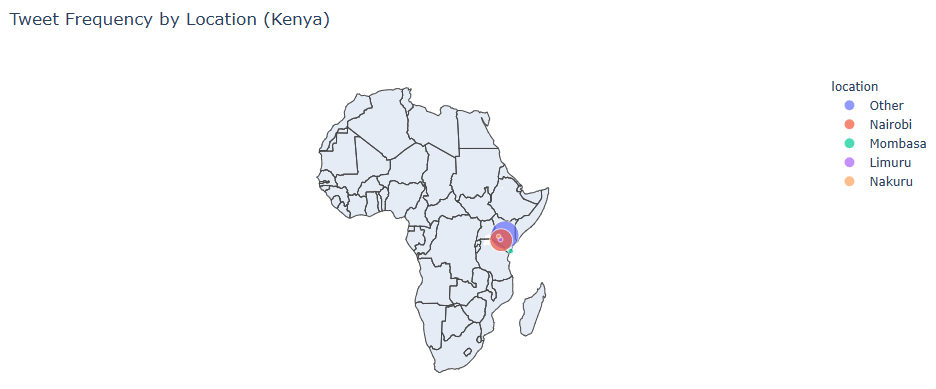 Tweet Frequency by Location (Kenya)
location
Other
Nairobi
Mombasa
Limuru
Nakuru